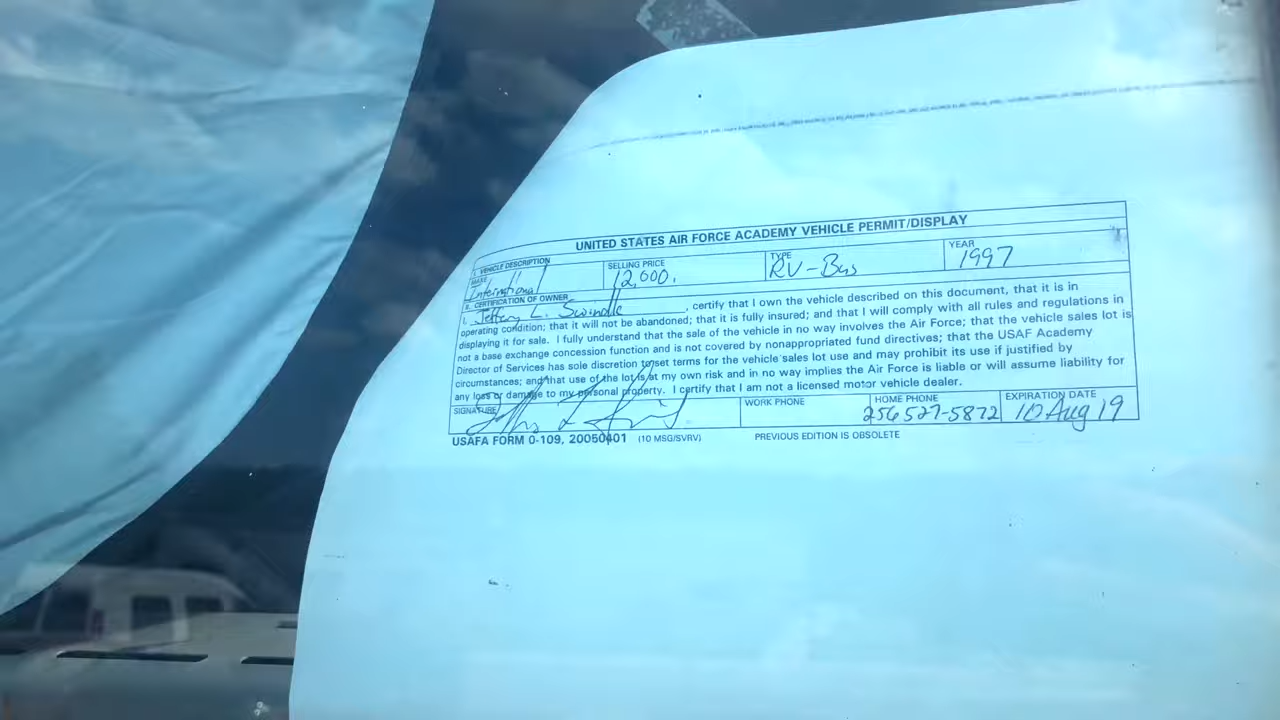 UNITED STATES AIR FORCE ACADEMY VEHICLE PERMIT/DISPLAY
I. VEHICLE DESCRIPTION
MAKE International
SELLING PRICE 12,000.
TYPE RV-Bus
YEAR 1997
II. CERTIFICATION OF OWNER
I, Jeffery L. Swindle, certify that I own the vehicle described on this document, that it is in
operating condition; that it will not be abandoned; that it is fully insured; and that I will comply with all rules and regulations in
displaying it for sale. I fully understand that the sale of the vehicle in no way involves the Air Force; that the vehicle sales lot is
not a base exchange concession function and is not covered by nonappropriated fund directives; that the USAF Academy
Director of Services has sole discretion to set terms for the vehicle sales lot use and may prohibit its use if justified by
circumstances; and that use of the lot is at my own risk and in no way implies the Air Force is liable or will assume liability for
any loss or damage to my personal property. I certify that I am not a licensed motor vehicle dealer.
SIGNATURE
WORK PHONE
HOME PHONE 256 527-5872
EXPIRATION DATE 10 Aug 19
USAFA FORM 0-109, 20050401 (10 MSG/SVRV) PREVIOUS EDITION IS OBSOLETE